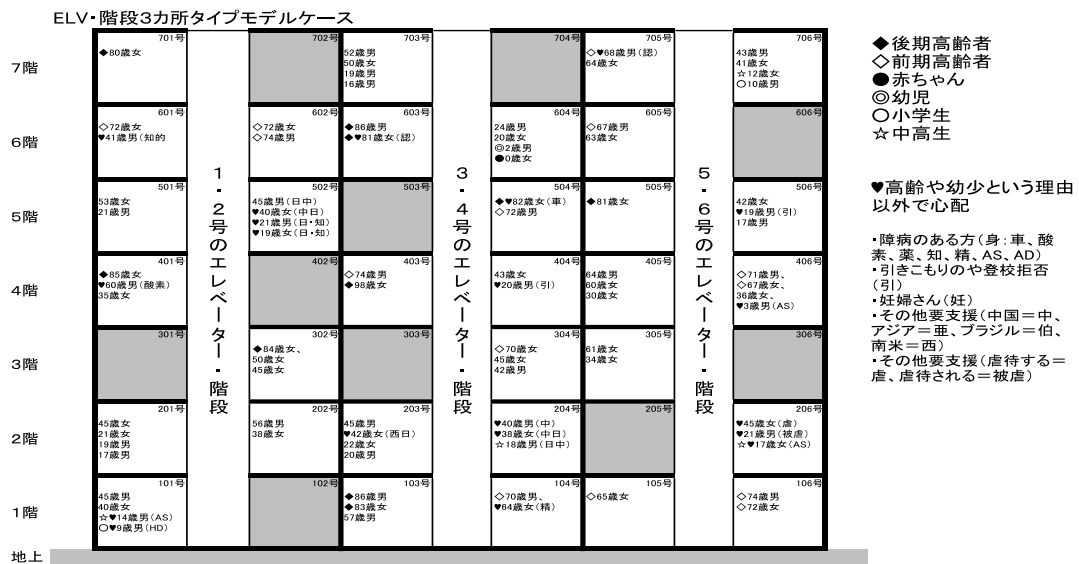 ELV・階段3カ所タイプモデルケース
7階
701号
◆80歳女
702号
703号
52歳男
50歳女
19歳男
16歳男
704号
705号
◇♥68歳男(認)
64歳女
706号
43歳男
41歳女
☆12歳女
○10歳男
6階
601号
◇72歳女
♥41歳男(知的
602号
◇72歳女
◇74歳男
603号
◆86歳男
◆♥81歳女(認)
604号
24歳男
20歳女
◎2歳男
●0歳女
605号
◇67歳男
63歳女
606号
5階
501号
53歳女
21歳男
502号
45歳男(日中)
♥40歳女(中日)
♥21歳男(日・知)
♥19歳女(日・知)
503号
504号
◆♥82歳女(車)
◇72歳男
505号
◆81歳女
506号
42歳女
♥19歳男(引)
17歳男
4階
401号
◆85歳女
♥60歳男(酸素)
35歳女
402号
403号
◇74歳男
◆98歳女
404号
43歳女
♥20歳男(引)
405号
64歳男
60歳女
30歳女
406号
◇71歳男、
◇67歳女、
36歳女、
♥3歳男(AS)
3階
301号
302号
◆84歳女、
50歳女
45歳女
303号
304号
◇70歳女
45歳女
42歳男
305号
61歳女
34歳女
306号
2階
201号
45歳女
21歳女
19歳男
17歳男
202号
56歳男
38歳女
203号
45歳男
♥42歳女(西日)
22歳女
20歳男
204号
♥40歳男(中)
♥38歳女(中日)
☆18歳男(日中)
205号
206号
♥45歳女(虐)
♥21歳男(被虐)
☆♥17歳女(AS)
1階
101号
45歳男
40歳女
☆♥14歳男(AS)
○♥9歳男(HD)
102号
103号
◆86歳男
◆83歳女
57歳男
104号
◇70歳男、
♥64歳女(精)
105号
◇65歳女
106号
◇74歳男
◇72歳女
地上
1・2号のエレベーター・階段
3・4号のエレベーター・階段
5・6号のエレベーター・階段
◆後期高齢者
◇前期高齢者
●赤ちゃん
◎幼児
○小学生
☆中高生
♥高齢や幼少という理由
以外で心配
・障病のある方(身:車、酸
素、薬、知、精、AS、AD)
・引きこもりのや登校拒否
(引)
・妊婦さん(妊)
・その他要支援(中国=中、
アジア=亜、ブラジル=伯、
南米=西)
・その他要支援(虐待する=
虐、虐待される=被虐)